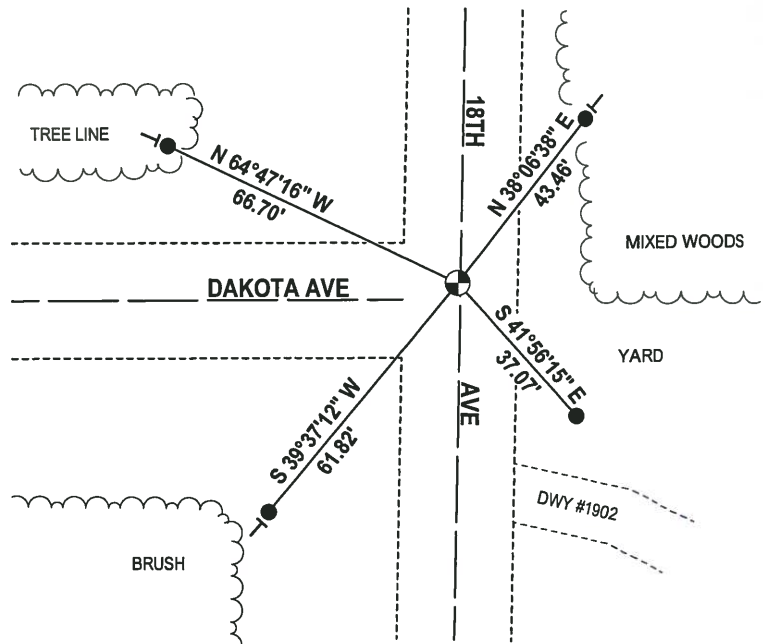 18TH
TREE LINE
N 64°47'16" W
66.70'
N 38°06'38" E
43.46'
MIXED WOODS
DAKOTA AVE
S 41°56'15" E
37.07'
YARD
S 39°37'12" W
61.82'
AVE
DWY #1902
BRUSH